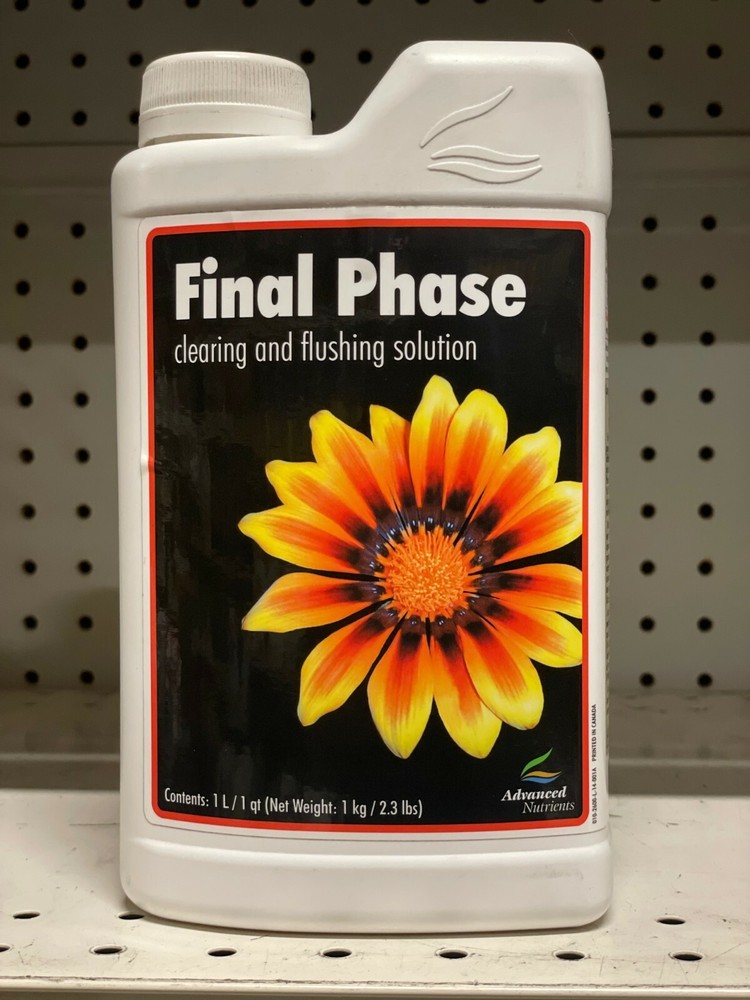 Final Phase
clearing and flushing solution
Contents: 1 L / 1 qt (Net Weight: 1 kg / 2.3 lbs)
Advanced
Nutrients
PRINTED IN CANADA